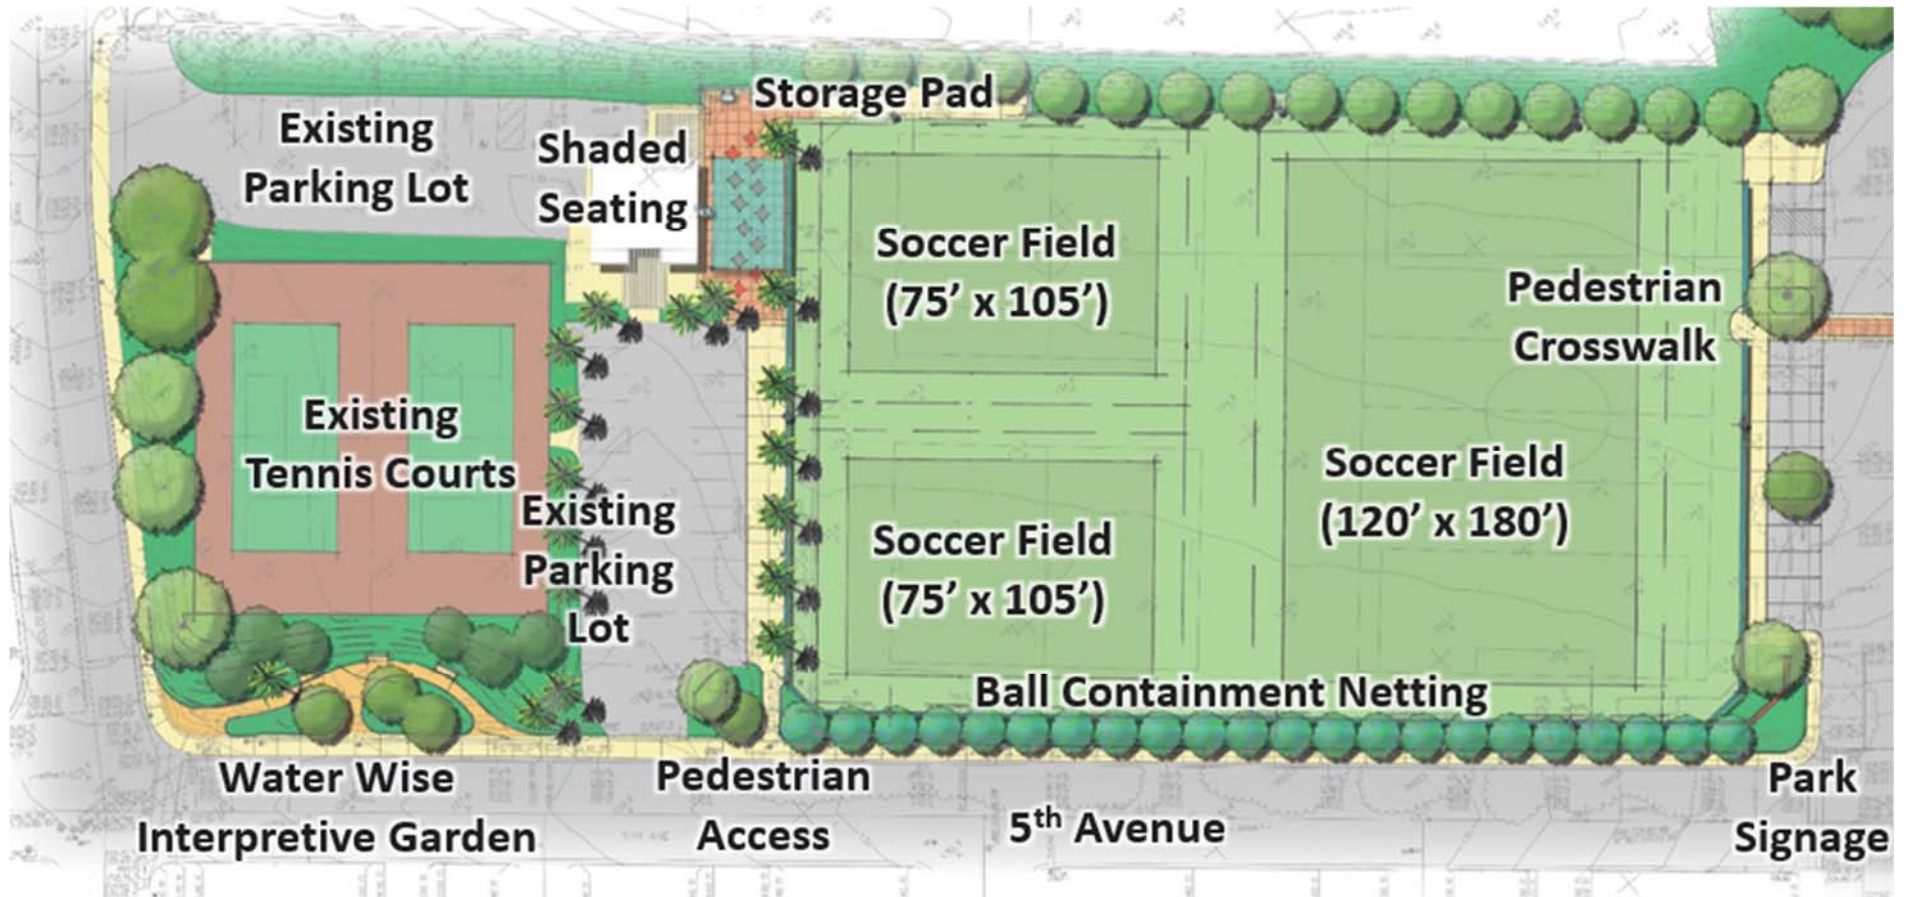 Storage Pad
Existing
Parking Lot
Shaded
Seating
Soccer Field
(75’ x 105’)
Pedestrian
Crosswalk
Existing
Tennis Courts
Existing
Parking
Lot
Soccer Field
(120’ x 180’)
Soccer Field
(75’ x 105’)
Ball Containment Netting
Water Wise
Interpretive Garden
Pedestrian
Access
5th Avenue
Park
Signage